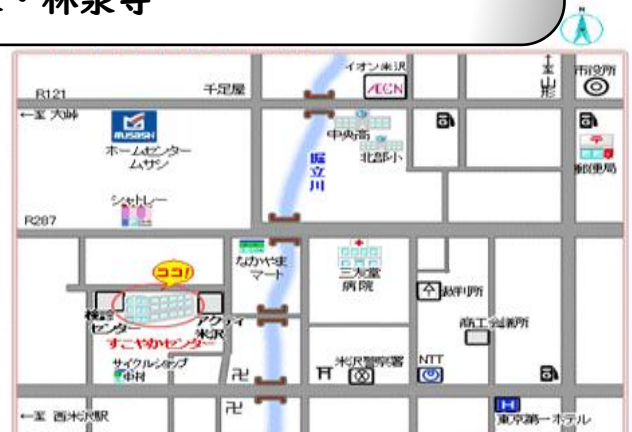 ・林泉寺
N
イオン米沢
AEON
至
山形
市役所
R121
千足屋
←至 大峠
MUSASHI
ホームセンター
ムサシ
中央高
北部小
堀立川
郵便局
シャトレー
R287
なかやま
マート
三友堂
病院
ココ!
裁判所
検診
センター
アクティ
米沢
すこやかセンター
商工会議所
サイクルショップ
中村
米沢警察署
NTT
卍
卍
H
←至 西米沢駅
東京第一ホテル